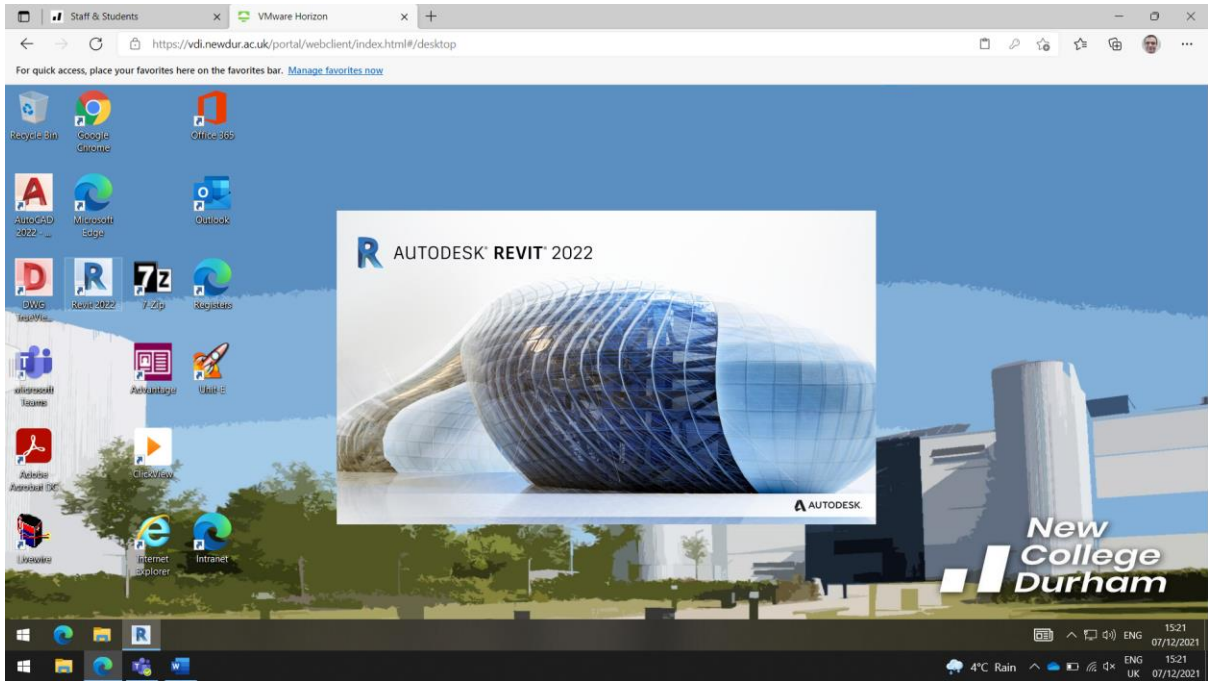 Staff & Students
VMware Horizon
https://vdi.newdur.ac.uk/portal/webclient/index.html#/desktop
For quick access, place your favorites here on the favorites bar. Manage favorites now
Recycle Bin
Google
Chrome
Office 365
AutoCAD
2022 - ...
Microsoft
Edge
Outlook
DWG
TrueVie...
Revit 2022
7z
7-Zip
Registers
Microsoft
Teams
Advantage
Unit-E
Adobe
Acrobat DC
ClickView
Livewire
Internet
Explorer
Intranet
R AUTODESK® REVIT® 2022
AUTODESK
New
College
Durham
ENG
15:21
07/12/2021
4°C Rain
ENG
UK
15:21
07/12/2021